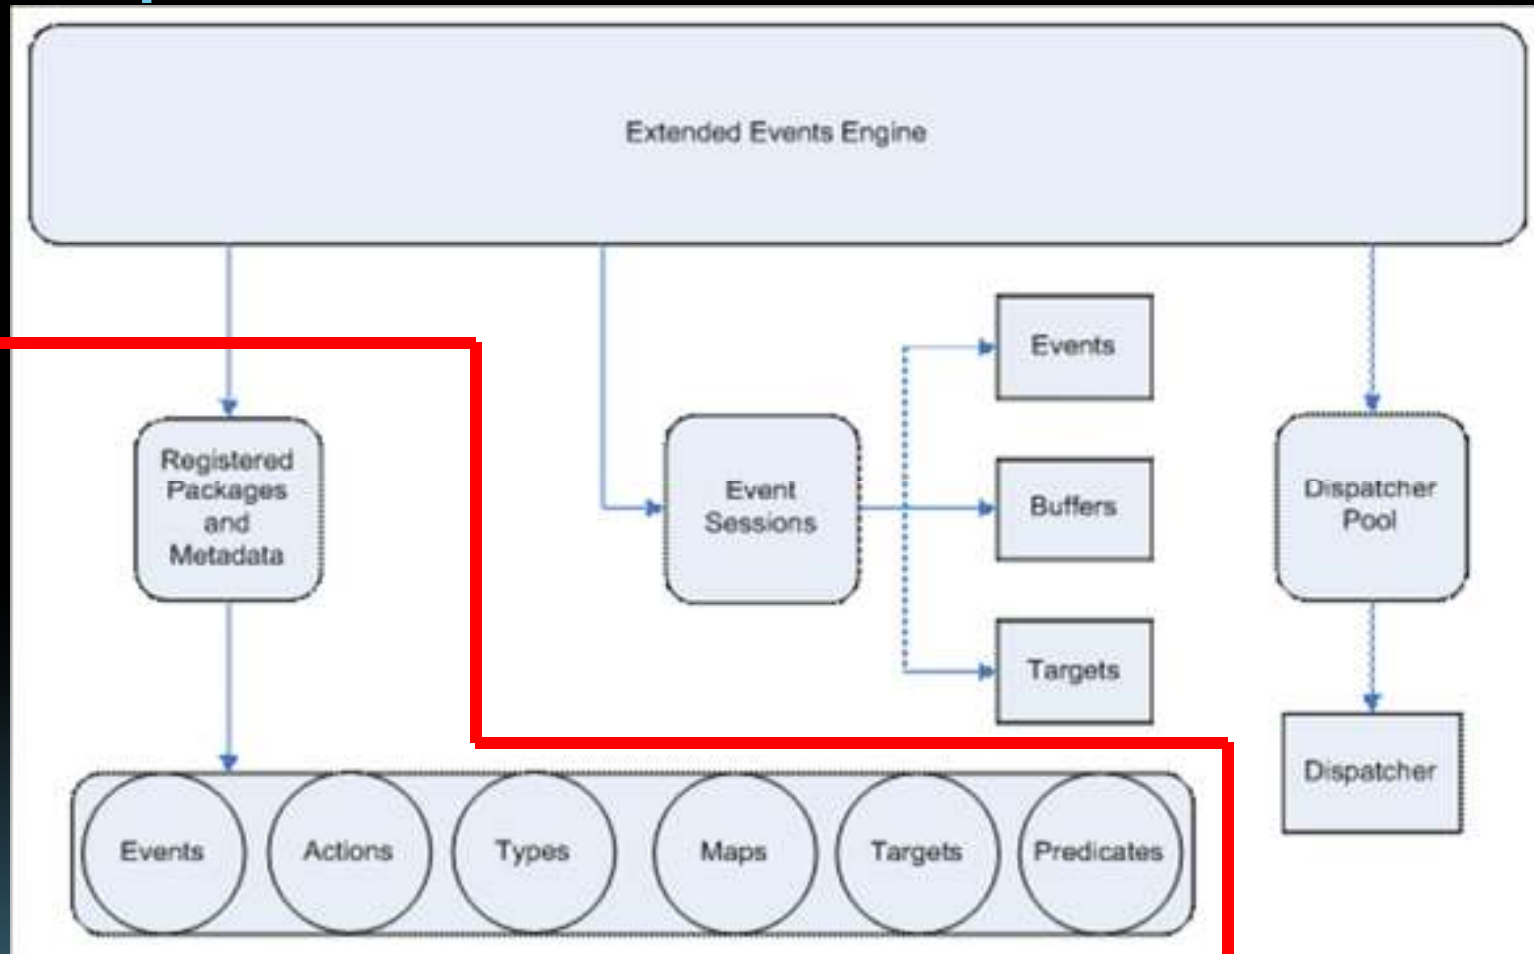 Extended Events Engine
Events
Registered
Packages
and
Metadata
Event
Sessions
Buffers
Dispatcher
Pool
Targets
Dispatcher
Events
Actions
Types
Maps
Targets
Predicates